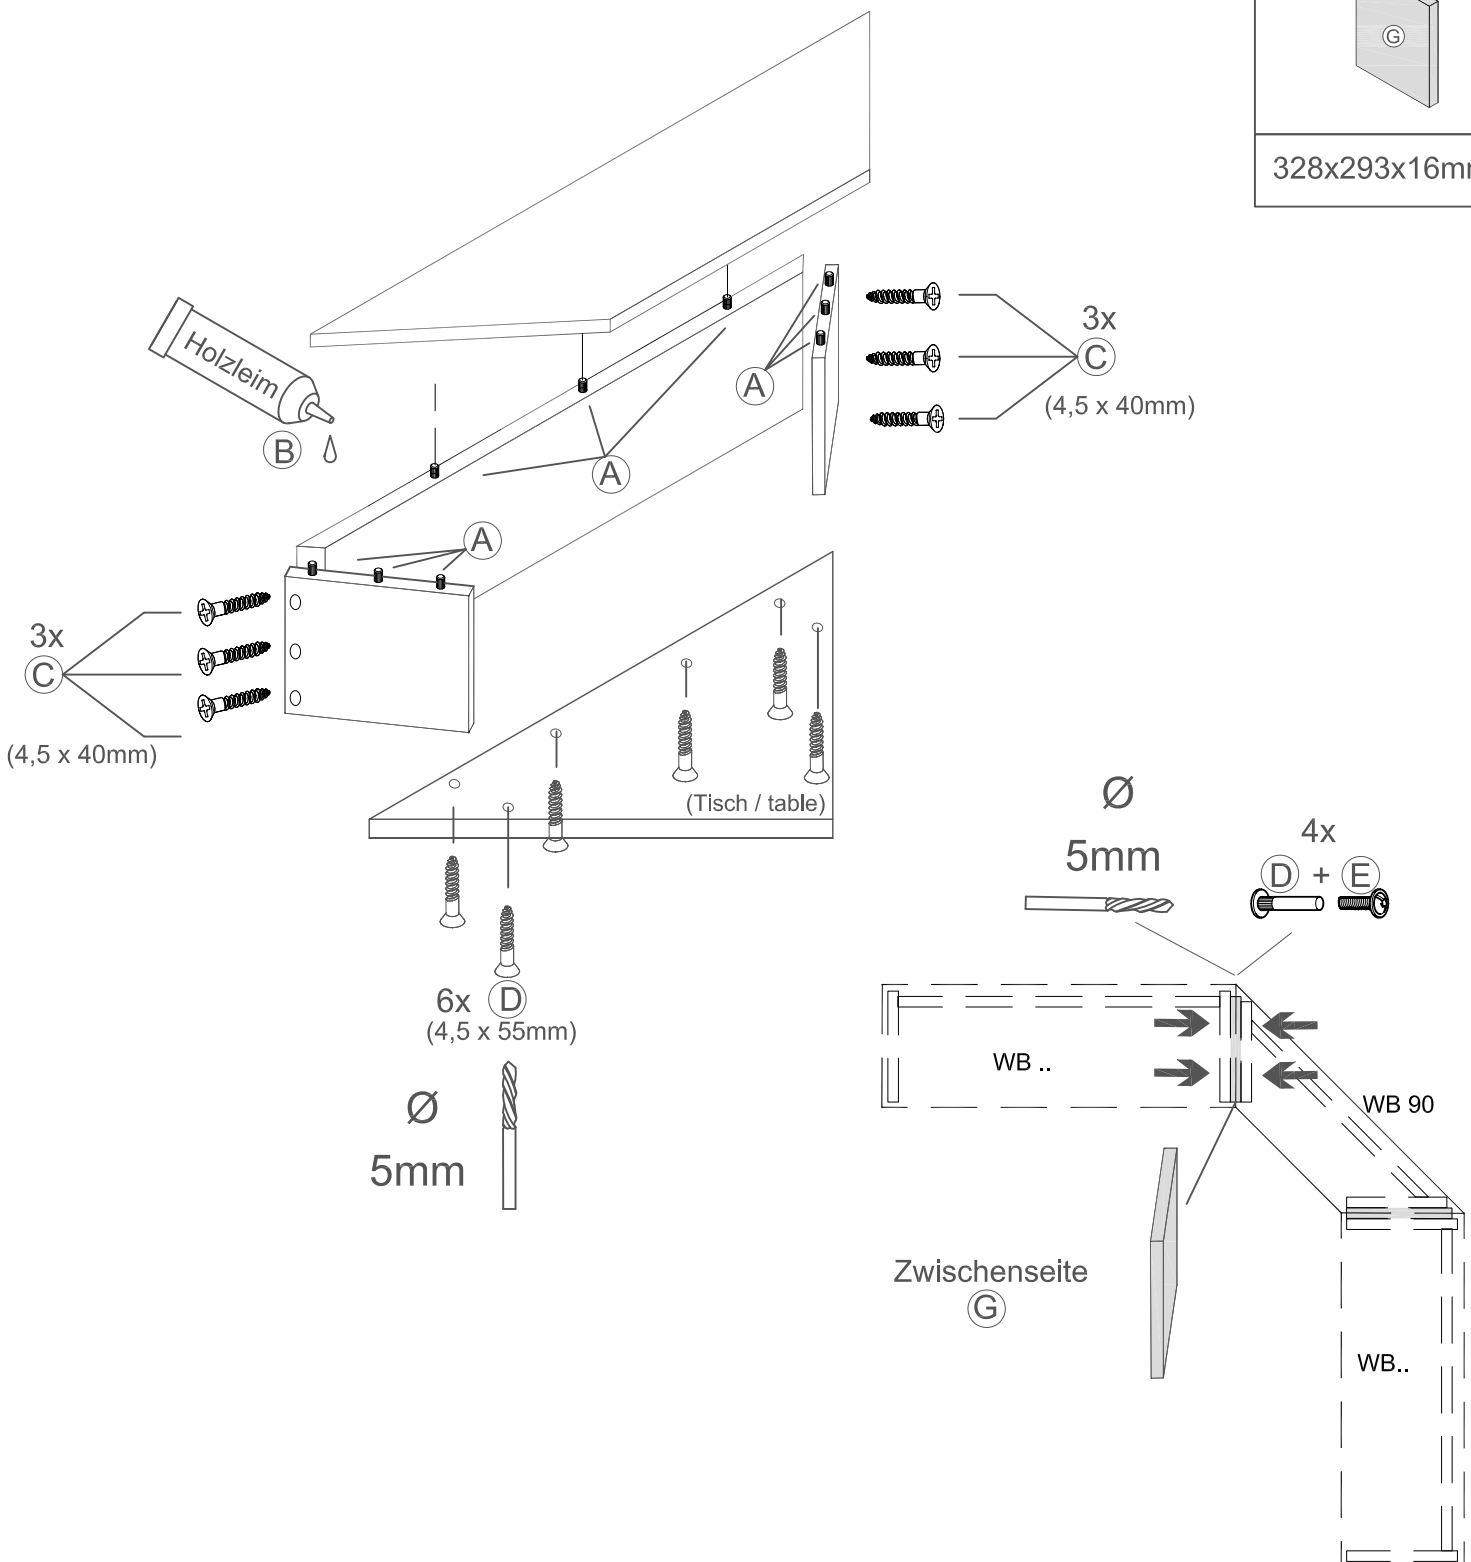 G
328x293x16m
Holzleim
B
A
A
A
3x
C
(4,5 x 40mm)
3x
C
(4,5 x 40mm)
(Tisch / table)
6x D
(4,5 x 55mm)
Ø
5mm
Ø
5mm
4x
D + E
WB ..
WB 90
Zwischenseite
G
WB..